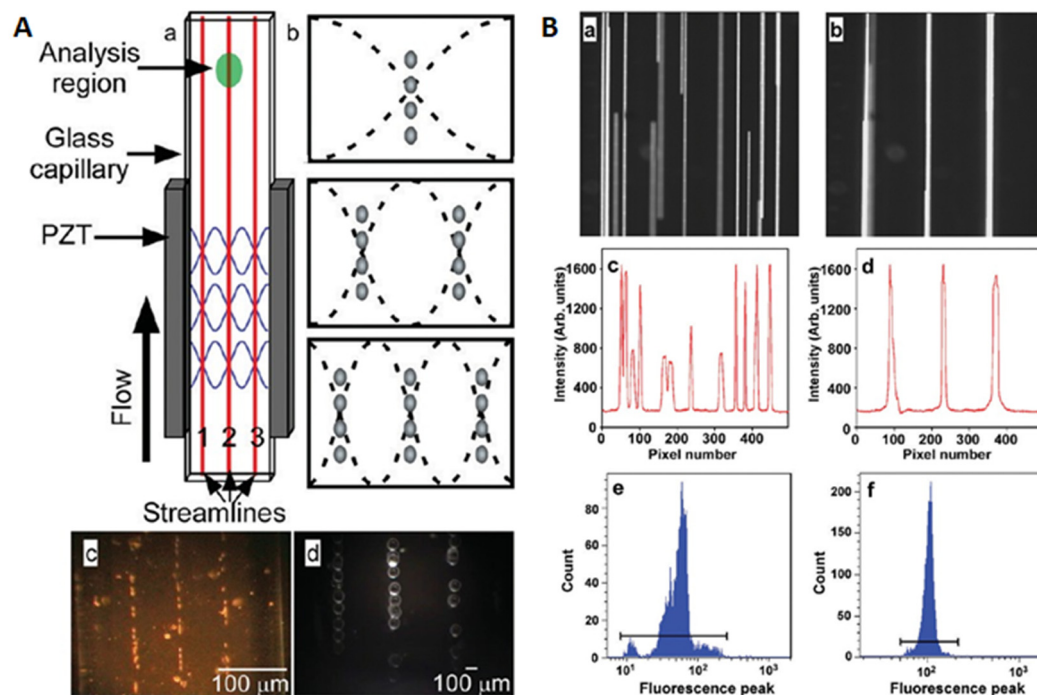 A
a
Analysis
region
Glass
capillary
PZT
Flow
1 2 3
Streamlines
b
c
100 μm
d
100 μm
B
a
b
c
Intensity (Arb. units)
1600
1200
800
400
0 100 200 300 400
Pixel number
d
Intensity (Arb. units)
1600
1200
800
400
0 100 200 300 400
Pixel number
e
Count
80
60
40
20
0
10¹ 10² 10³
Fluorescence peak
f
Count
200
150
100
50
0
10² 10³
Fluorescence peak